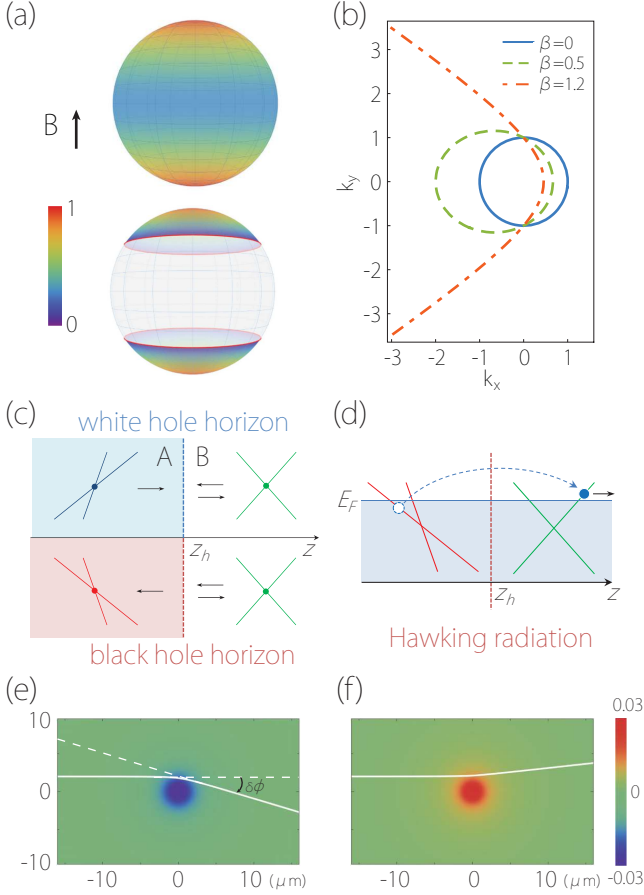 (a)
B
1
0
(b)
β=0
β=0.5
β=1.2
3
2
1
0
-1
-2
-3
k_y
-3 -2 -1 0 1
k_x
(c)
white hole horizon
A B
z_h z
black hole horizon
(d)
E_F
z_h z
Hawking radiation
(e)
10
0
-10
δϕ
-10 0 10 (μm)
(f)
-10 0 10 (μm)
0.03
0
-0.03